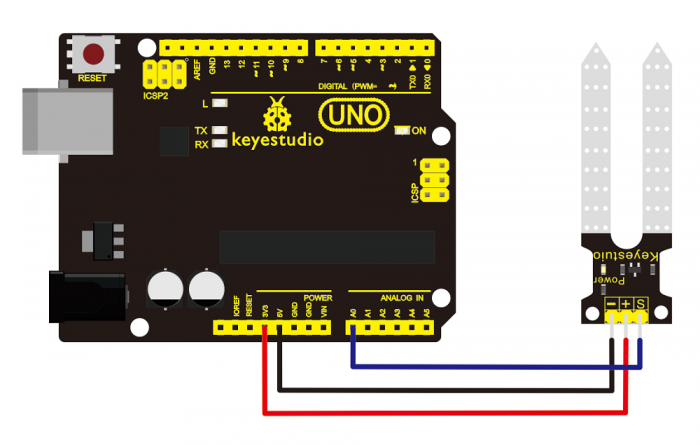 RESET
ICSP2
AREF
GND
13
12
~11
~10
~9
8
7
~6
~5
4
~3
2
TX0▶1
RX0◀0
DIGITAL (PWM= ~)
L
TX
RX
keyestudio
UNO
ON
1
ICSP
POWER
ANALOG IN
IOREF
RESET
3V3
5V
GND
GND
VIN
A0
A1
A2
A3
A4
A5
Keyestuio
Power
− + S